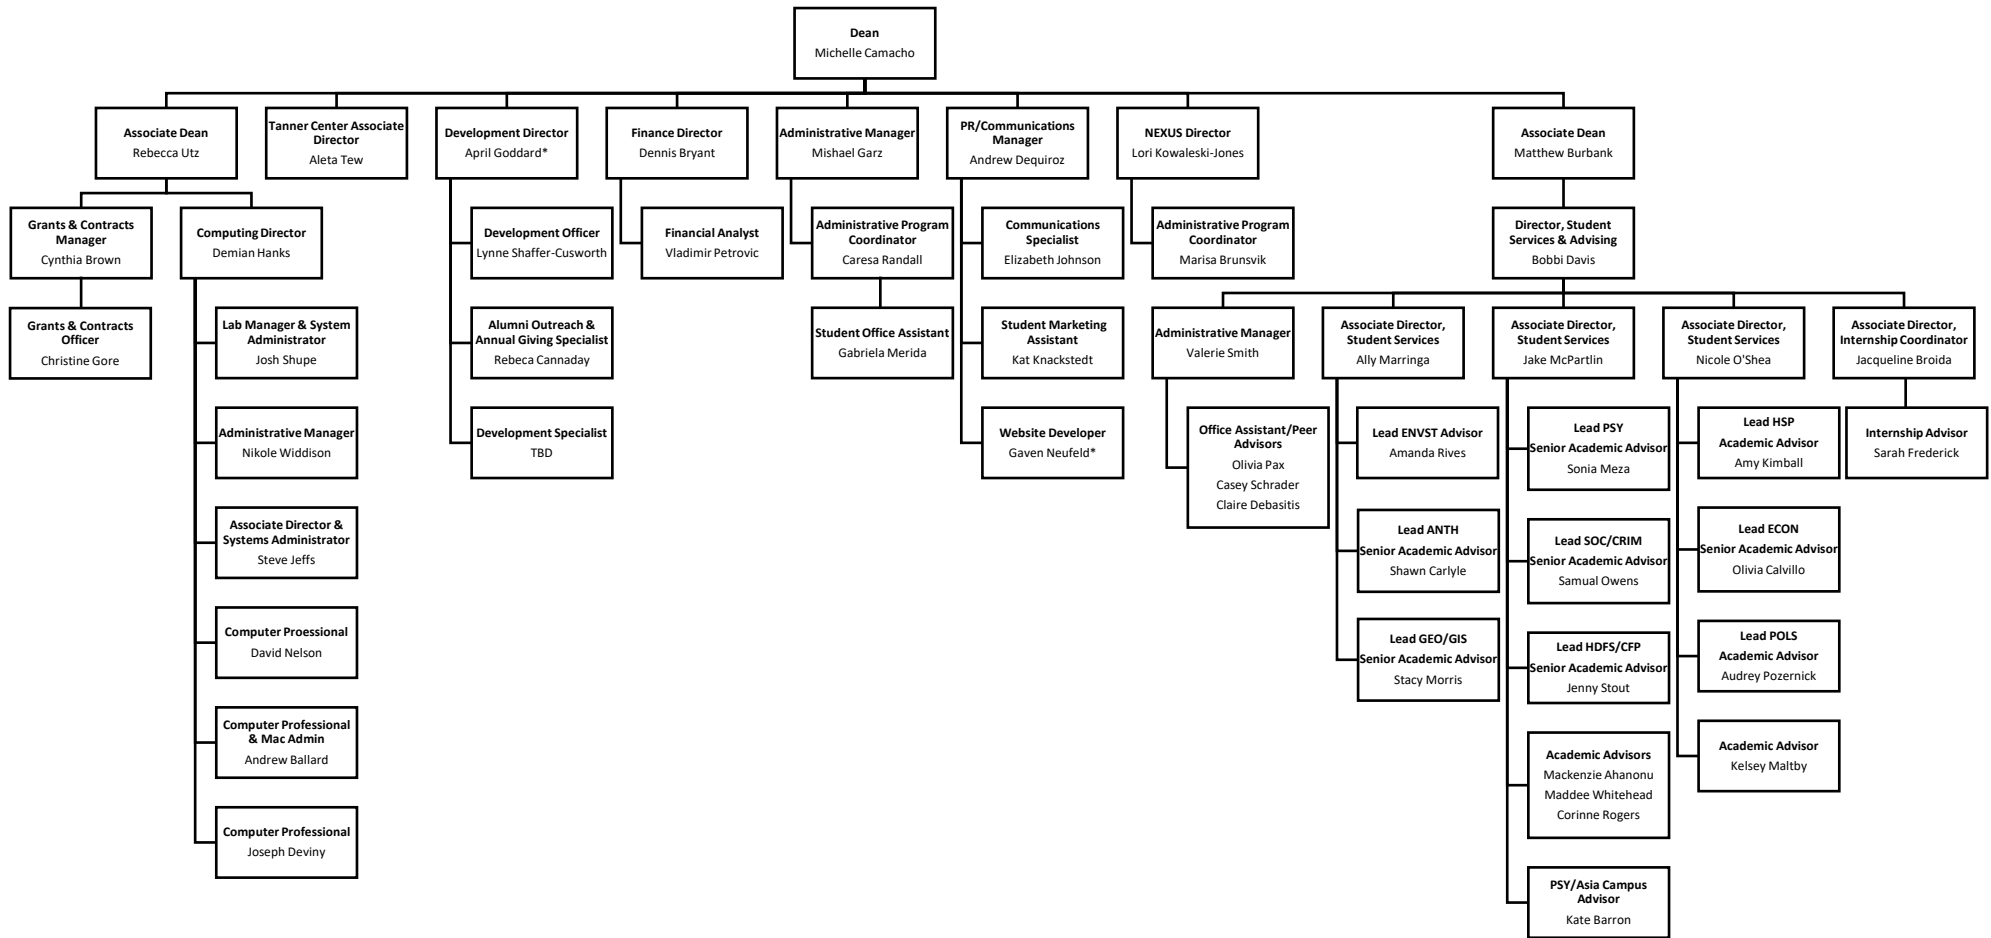 Dean
Michelle Camacho
Associate Dean
Rebecca Utz
Tanner Center Associate
Director
Aleta Tew
Development Director
April Goddard*
Finance Director
Dennis Bryant
Administrative Manager
Mishael Garz
PR/Communications
Manager
Andrew Dequiroz
NEXUS Director
Lori Kowaleski-Jones
Associate Dean
Matthew Burbank
Grants & Contracts
Manager
Cynthia Brown
Computing Director
Demian Hanks
Development Officer
Lynne Shaffer-Cusworth
Financial Analyst
Vladimir Petrovic
Administrative Program
Coordinator
Caresa Randall
Communications
Specialist
Elizabeth Johnson
Administrative Program
Coordinator
Marisa Brunsvik
Director, Student
Services & Advising
Bobbi Davis
Grants & Contracts
Officer
Christine Gore
Lab Manager & System
Administrator
Josh Shupe
Alumni Outreach &
Annual Giving Specialist
Rebeca Cannaday
Student Office Assistant
Gabriela Merida
Student Marketing
Assistant
Kat Knackstedt
Administrative Manager
Valerie Smith
Associate Director,
Student Services
Ally Marringa
Associate Director,
Student Services
Jake McPartlin
Associate Director,
Student Services
Nicole O'Shea
Associate Director,
Internship Coordinator
Jacqueline Broida
Administrative Manager
Nikole Widdison
Development Specialist
TBD
Website Developer
Gaven Neufeld*
Office Assistant/Peer
Advisors
Olivia Pax
Casey Schrader
Claire Debasitis
Lead ENVST Advisor
Amanda Rives
Lead PSY
Senior Academic Advisor
Sonia Meza
Lead HSP
Academic Advisor
Amy Kimball
Internship Advisor
Sarah Frederick
Associate Director &
Systems Administrator
Steve Jeffs
Lead ANTH
Senior Academic Advisor
Shawn Carlyle
Lead SOC/CRIM
Senior Academic Advisor
Samual Owens
Lead ECON
Senior Academic Advisor
Olivia Calvillo
Computer Proessional
David Nelson
Lead GEO/GIS
Senior Academic Advisor
Stacy Morris
Lead HDFS/CFP
Senior Academic Advisor
Jenny Stout
Lead POLS
Academic Advisor
Audrey Pozernick
Computer Professional
& Mac Admin
Andrew Ballard
Academic Advisors
Mackenzie Ahanonu
Maddee Whitehead
Corinne Rogers
Academic Advisor
Kelsey Maltby
Computer Professional
Joseph Deviny
PSY/Asia Campus
Advisor
Kate Barron